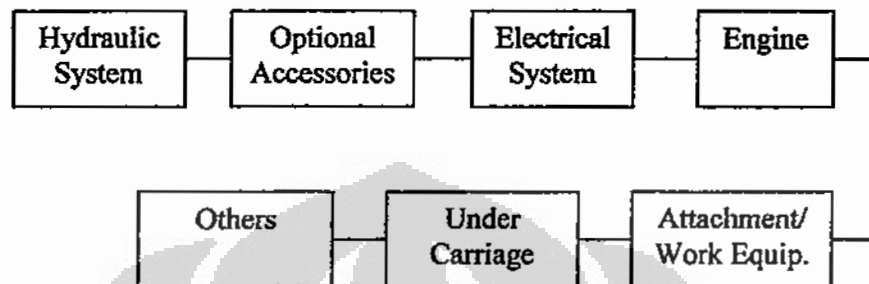 Hydraulic
System
Optional
Accessories
Electrical
System
Engine
Others
Under
Carriage
Attachment/
Work Equip.